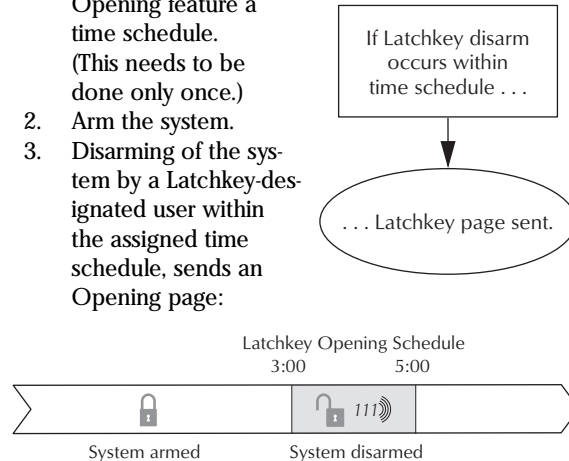 Opening feature a
time schedule.
(This needs to be
done only once.)
2. Arm the system.
3. Disarming of the sys-
tem by a Latchkey-des-
ignated user within
the assigned time
schedule, sends an
Opening page:
If Latchkey disarm
occurs within
time schedule . . .
. . . Latchkey page sent.
Latchkey Opening Schedule
3:00 5:00
111
System armed System disarmed